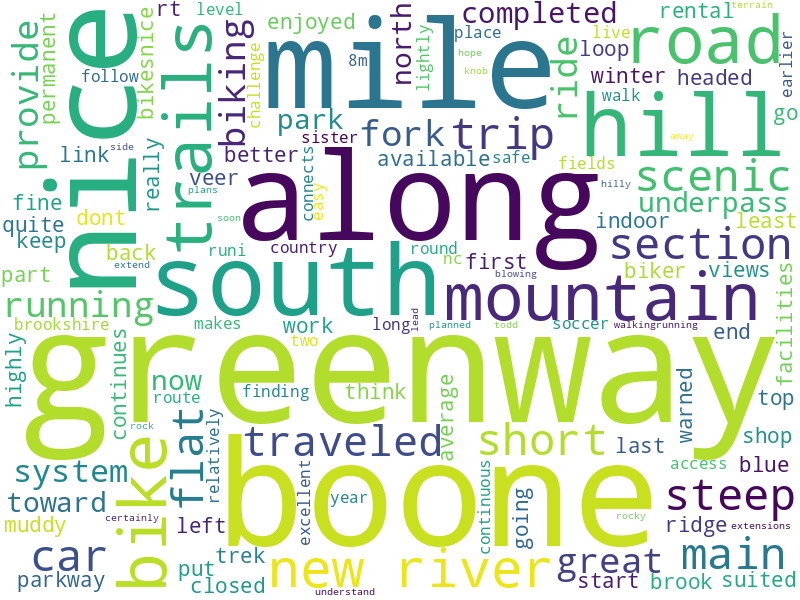 rt
level
enjoyed
completed
rental
terrain
nice
provide
permanent
follow
bikesnice
strails
biking
challenge
mile
8m
north
lightly
place
hope
knob
ride
loop
live
road
winter
headed
earlier
hill
walk
go
park
sister
fork
trip
away
link
side
really
veer
better
available
safe
fields
scenic
fine
quite
keep
dont
plans
connects
easy
along
hilly
underpass
soon
indoor
least
section
back
runi
country
round
nc
first
biker
views
part
extend
south
blowing
mountain
facilities
running
brookshire
makes
work
long
lead
planned
todd
soccer
walkingrunning
end
continues
two
greenway
highly
now
route
finding
think
top
rock
bike
flat
relatively
traveled
average
short
last
warned
shop
system
boone
access
blue
toward
excellent
year
continuous
going
rocky
steep
muddy
certainly
left
ridge
extensions
car
trek
new river
great
main
parkway
put
closed
understand
start
brook
suited